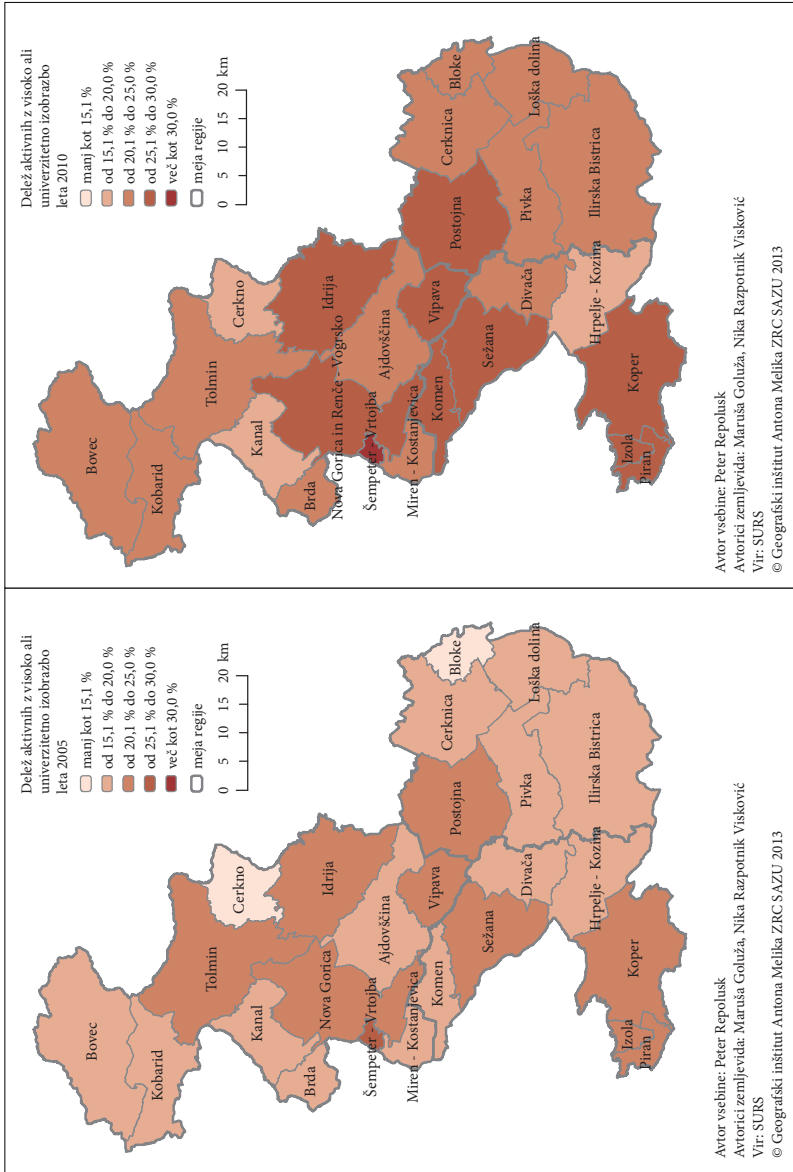 Delež aktivnih z visoko ali
univerzitetno izobrazbo
leta 2005
manj kot 15,1 %
od 15,1 % do 20,0 %
od 20,1 % do 25,0 %
od 25,1 % do 30,0 %
več kot 30,0 %
meja regije
0 5 10 15 20 km
Bovec
Kobarid
Tolmin
Cerkno
Kanal
Nova Gorica
Idrija
Brda
Ajdovščina
Šempeter - Vrtojba
Miren - Kostanjevica
Vipava
Komen
Postojna
Cerknica
Bloke
Loška dolina
Sežana
Divača
Pivka
Ilirska Bistrica
Hrpelje - Kozina
Koper
Izola
Piran
Avtor vsebine: Peter Repolusk
Avtorici zemljevida: Maruša Goluža, Nika Razpotnik Visković
Vir: SURS
© Geografski inštitut Antona Melika ZRC SAZU 2013
Delež aktivnih z visoko ali
univerzitetno izobrazbo
leta 2010
manj kot 15,1 %
od 15,1 % do 20,0 %
od 20,1 % do 25,0 %
od 25,1 % do 30,0 %
več kot 30,0 %
meja regije
0 5 10 15 20 km
Bovec
Kobarid
Tolmin
Cerkno
Kanal
Idrija
Brda
Nova Gorica in Renče - Vogrsko
Ajdovščina
Šempeter - Vrtojba
Miren - Kostanjevica
Vipava
Komen
Postojna
Cerknica
Bloke
Loška dolina
Sežana
Divača
Pivka
Ilirska Bistrica
Hrpelje - Kozina
Koper
Izola
Piran
Avtor vsebine: Peter Repolusk
Avtorici zemljevida: Maruša Goluža, Nika Razpotnik Visković
Vir: SURS
© Geografski inštitut Antona Melika ZRC SAZU 2013